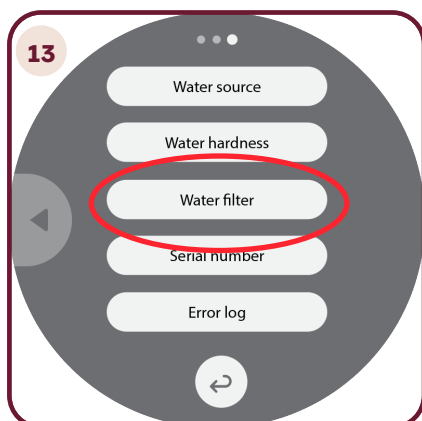 13
Water source
Water hardness
Water filter
Serial number
Error log